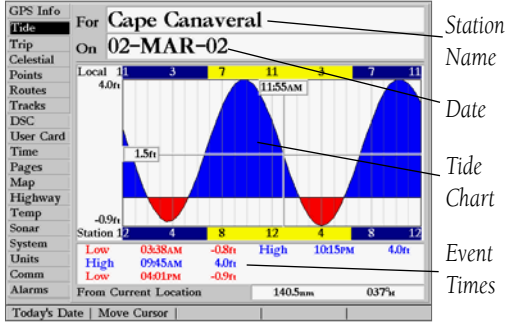 GPS Info
Tide
Trip
Celestial
Points
Routes
Tracks
DSC
User Card
Time
Pages
Map
Highway
Temp
Sonar
System
Units
Comm
Alarms
For Cape Canaveral
On 02-MAR-02
Local 11 3 7 11 3 7 11
4.0ft
11:55AM
1.5ft
-0.9ft
Station 12 4 8 12 4 8 12
Low 03:38AM -0.8ft High 10:15PM 4.0ft
High 09:45AM 4.0ft
Low 04:01PM -0.9ft
From Current Location 140.5nm 037°M
Today's Date | Move Cursor |
Station Name
Date
Tide Chart
Event Times